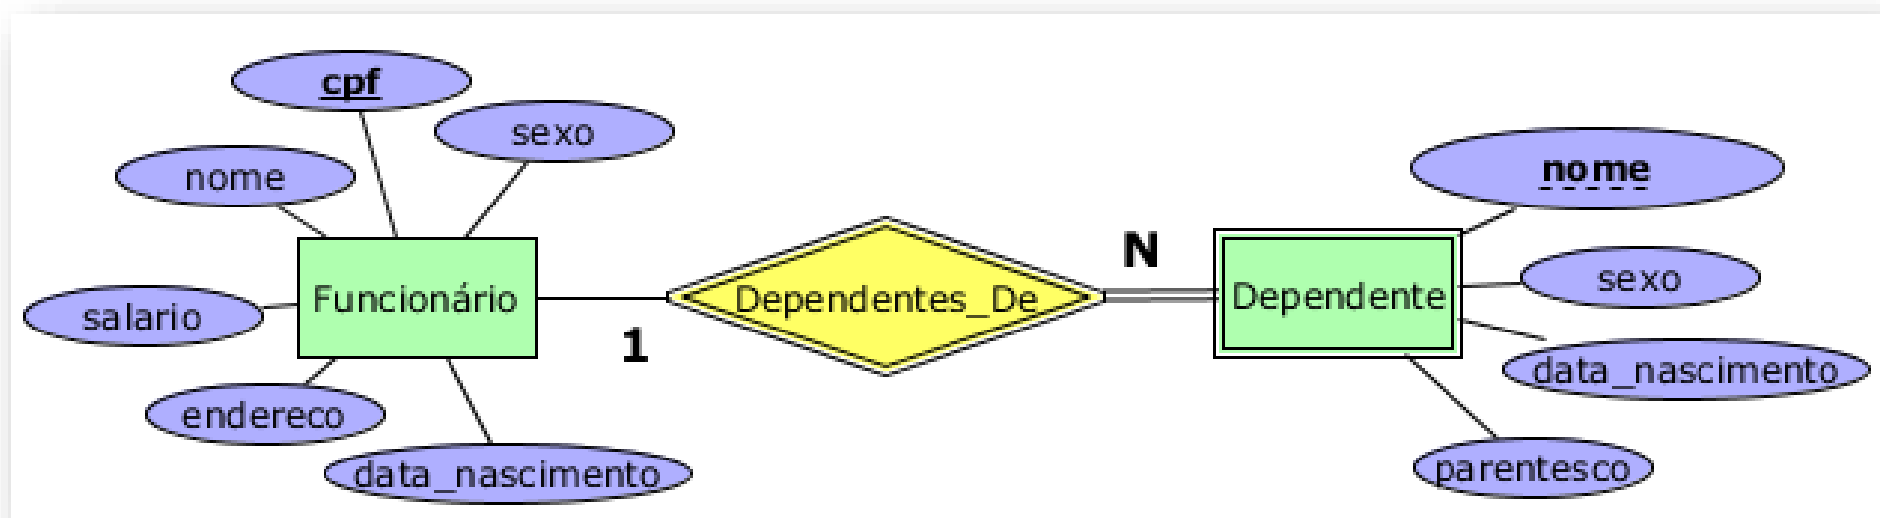 cpf
sexo
nome
salario
Funcionário
endereco
data_nascimento
1
Dependentes_De
N
Dependente
nome
sexo
data_nascimento
parentesco